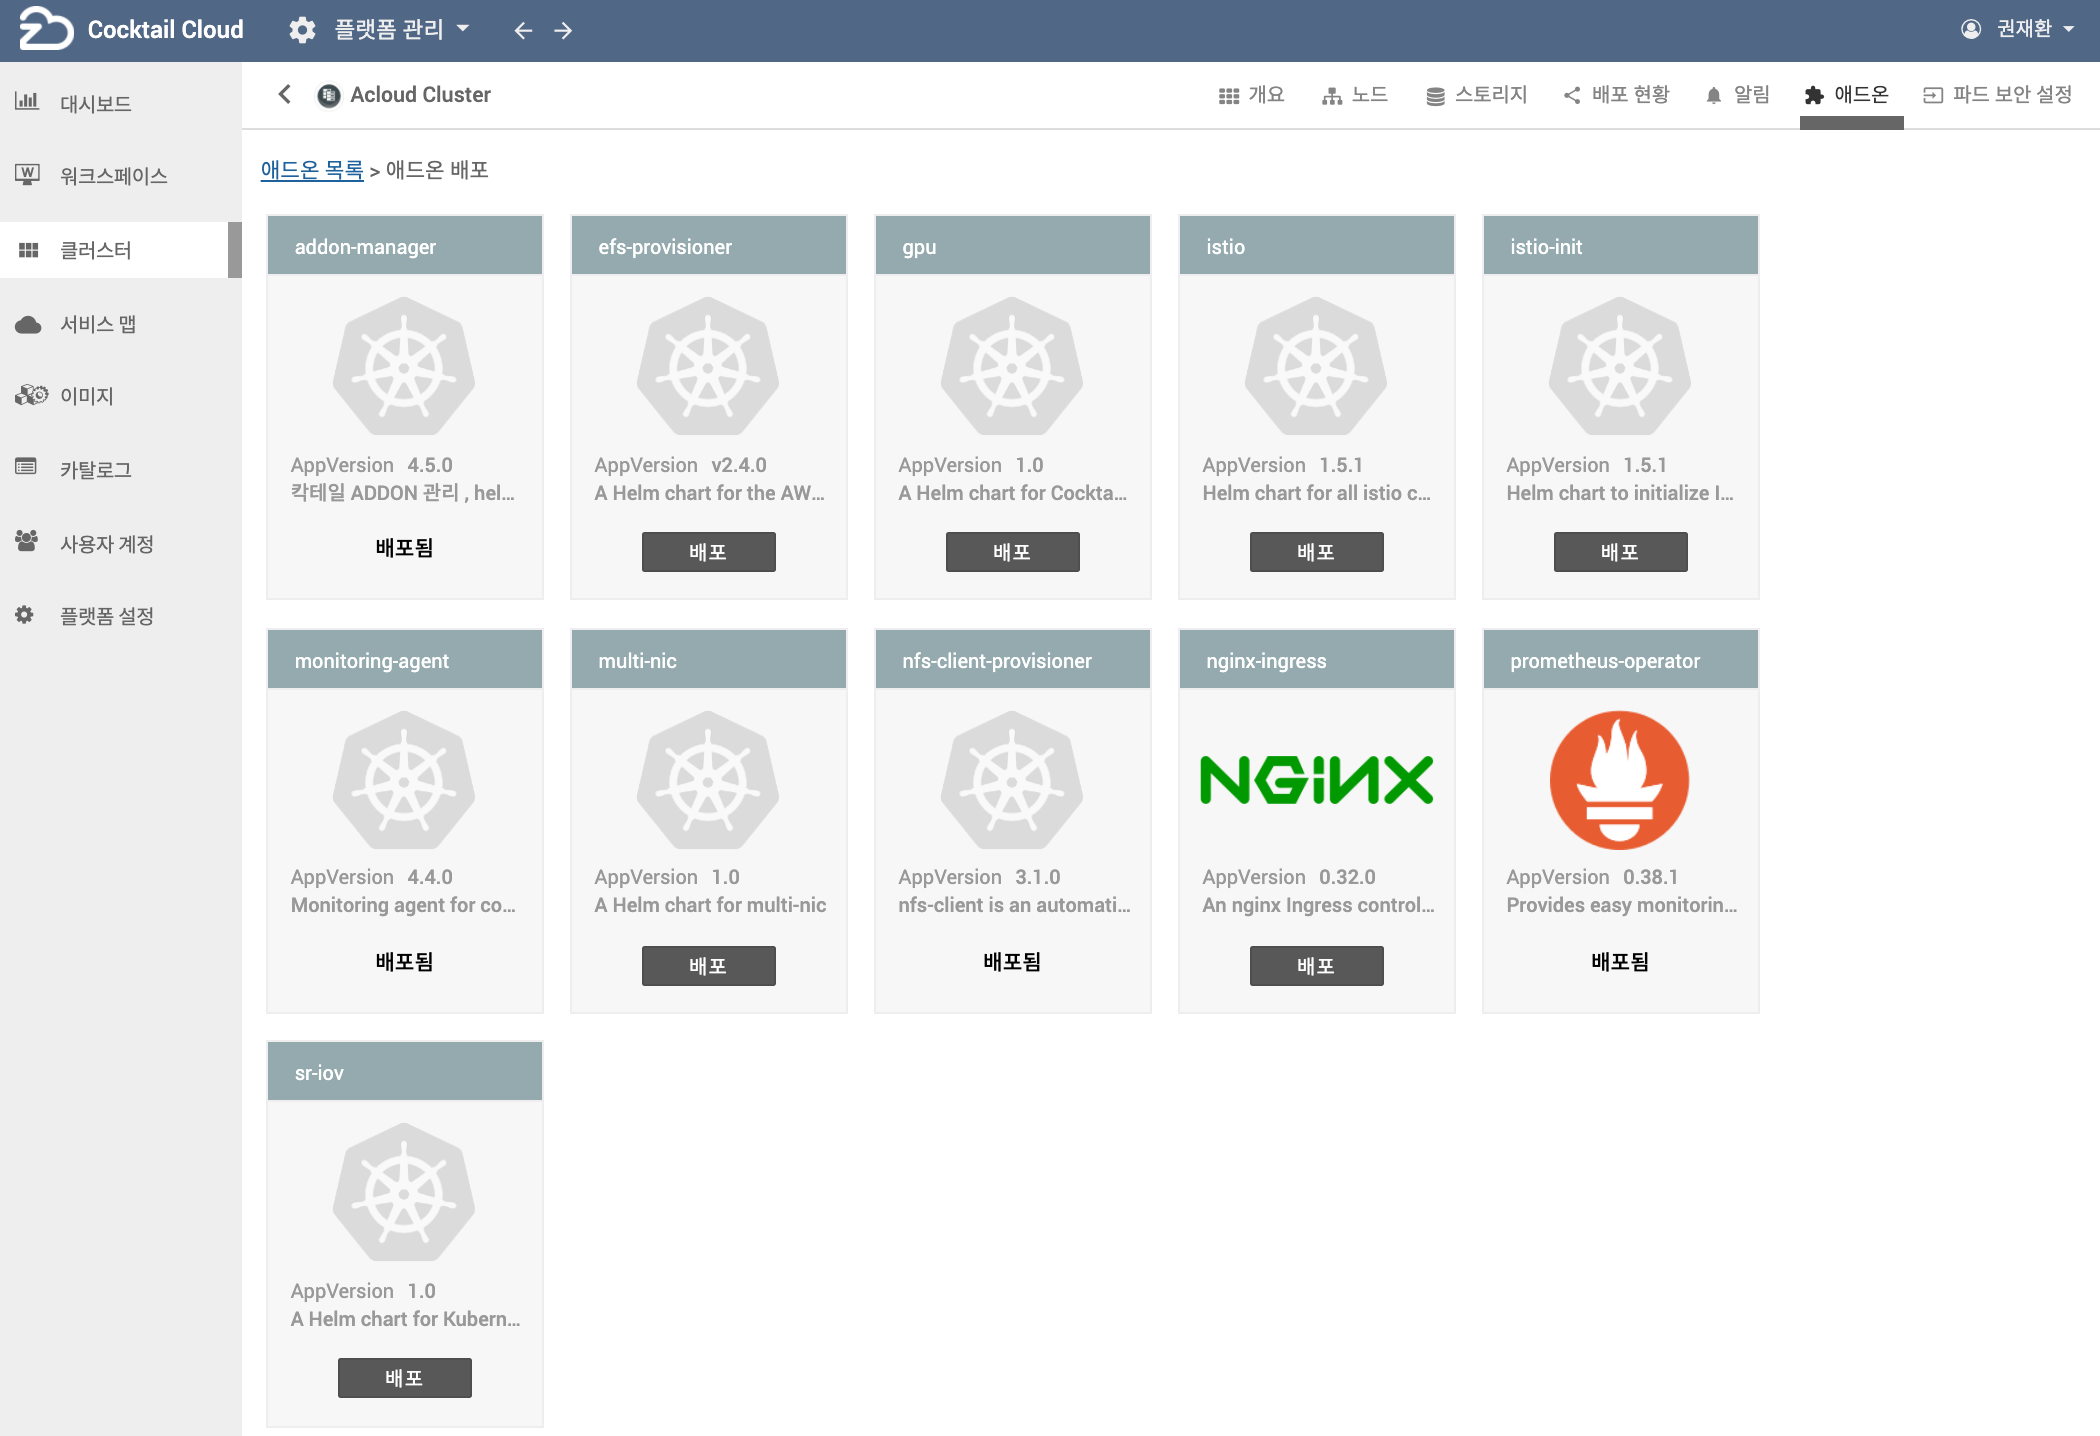 Cocktail Cloud
플랫폼 관리
권재환
대시보드
워크스페이스
클러스터
서비스 맵
이미지
카탈로그
사용자 계정
플랫폼 설정
Acloud Cluster
개요
노드
스토리지
배포 현황
알림
애드온
파드 보안 설정
애드온 목록 > 애드온 배포
addon-manager
AppVersion 4.5.0
칵테일 ADDON 관리 , hel...
배포됨
efs-provisioner
AppVersion v2.4.0
A Helm chart for the AW...
배포
gpu
AppVersion 1.0
A Helm chart for Cockta...
배포
istio
AppVersion 1.5.1
Helm chart for all istio c...
배포
istio-init
AppVersion 1.5.1
Helm chart to initialize I...
배포
monitoring-agent
AppVersion 4.4.0
Monitoring agent for co...
배포됨
multi-nic
AppVersion 1.0
A Helm chart for multi-nic
배포
nfs-client-provisioner
AppVersion 3.1.0
nfs-client is an automati...
배포됨
nginx-ingress
NGINX
AppVersion 0.32.0
An nginx Ingress control...
배포
prometheus-operator
AppVersion 0.38.1
Provides easy monitorin...
배포됨
sr-iov
AppVersion 1.0
A Helm chart for Kubern...
배포